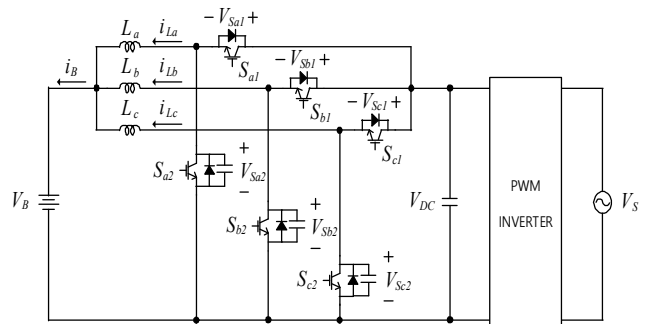 − V_Sa1 +
L_a i_La
S_a1
i_B L_b i_Lb − V_Sb1 +
S_b1
L_c i_Lc − V_Sc1 +
S_c1
S_a2 + V_Sa2 −
V_B S_b2 + V_Sb2 − V_DC PWM INVERTER V_S
S_c2 + V_Sc2 −